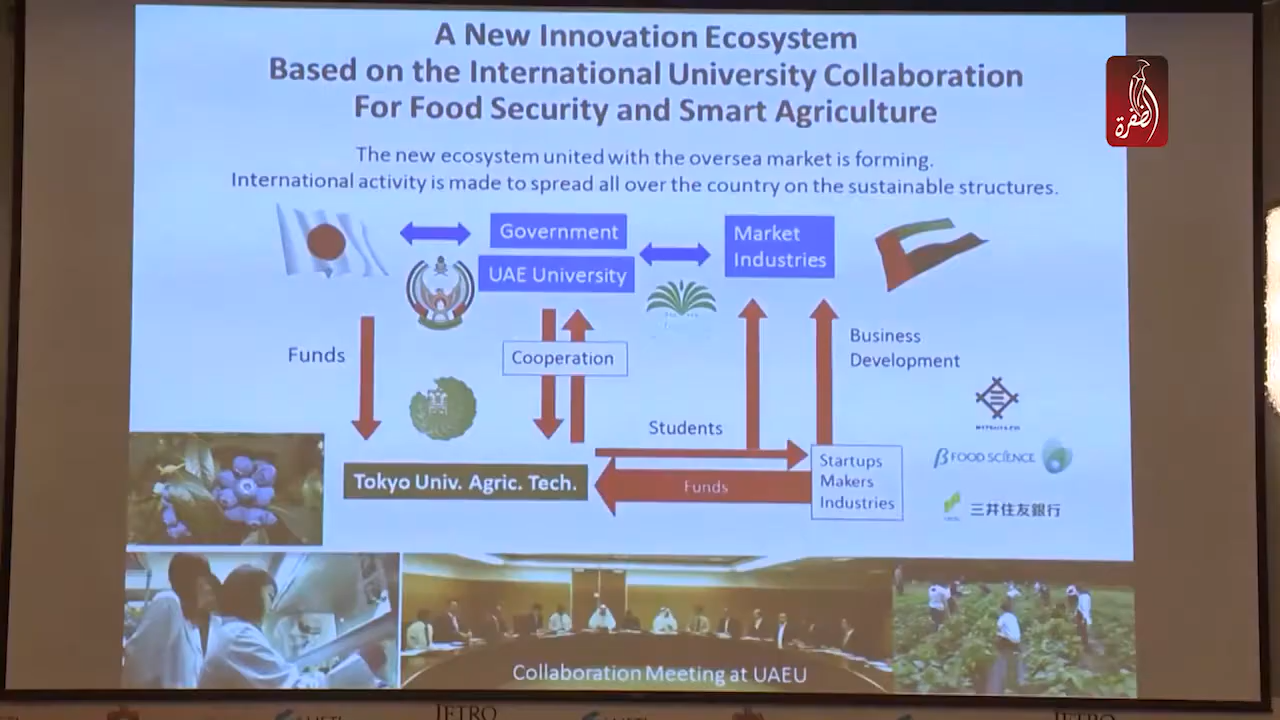 A New Innovation Ecosystem
Based on the International University Collaboration
For Food Security and Smart Agriculture
الظفرة
The new ecosystem united with the oversea market is forming.
International activity is made to spread all over the country on the sustainable structures.
Government
UAE University
Market
Industries
Funds
Cooperation
Business
Development
Students
Tokyo Univ. Agric. Tech.
Funds
Startups
Makers
Industries
β FOOD SCIENCE
三井住友銀行
Collaboration Meeting at UAEU
JETRO
JETRO